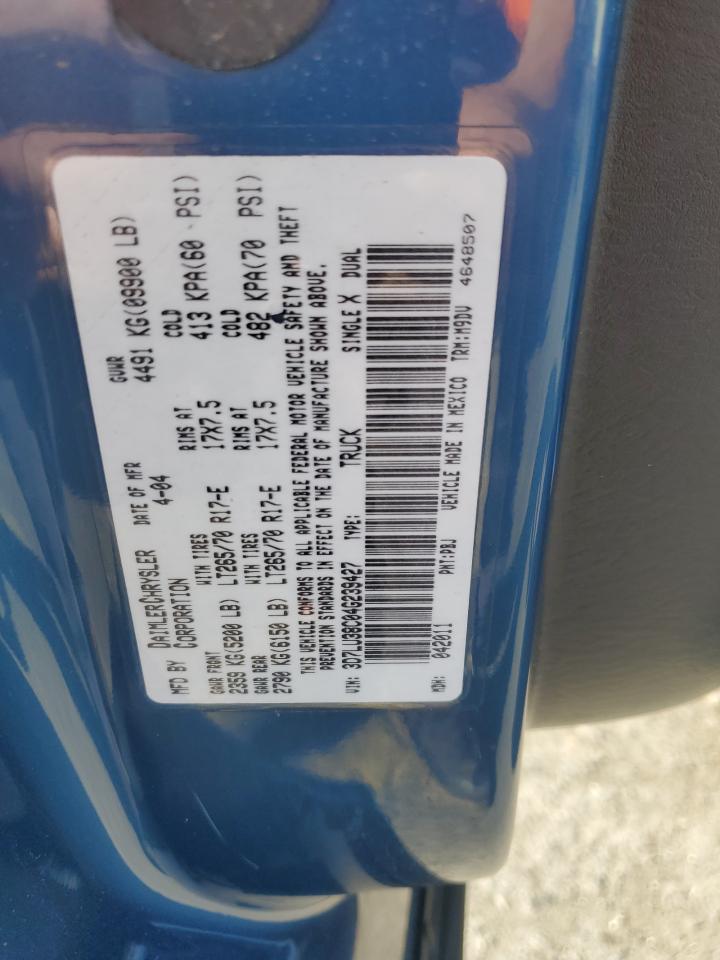 MFD BY DAIMLERCHRYSLER CORPORATION DATE OF MFR 4-04 GVWR 4491 KG(09900 LB)
GAWR FRONT WITH TIRES RIMS AT COLD
2359 KG(5200 LB) LT265/70 R17-E 17X7.5 413 KPA(60 PSI)
GAWR REAR WITH TIRES RIMS AT COLD
2790 KG(6150 LB) LT265/70 R17-E 17X7.5 482 KPA(70 PSI)
THIS VEHICLE CONFORMS TO ALL APPLICABLE FEDERAL MOTOR VEHICLE SAFETY AND THEFT
PREVENTION STANDARDS IN EFFECT ON THE DATE OF MANUFACTURE SHOWN ABOVE.
VIN: 3D7LU38C04G239427 TYPE: TRUCK SINGLE X DUAL
MDH: 042011 PNT:PBJ VEHICLE MADE IN MEXICO TRM:M9DV 4648507